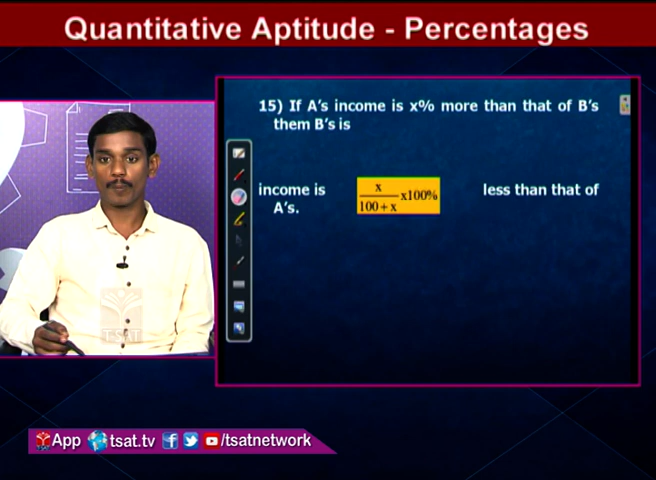 Quantitative Aptitude - Percentages
15) If A's income is x% more than that of B's
them B's is
income is x/100 + x x100% less than that of
A's.
T-SAT
App tsat.tv /tsatnetwork